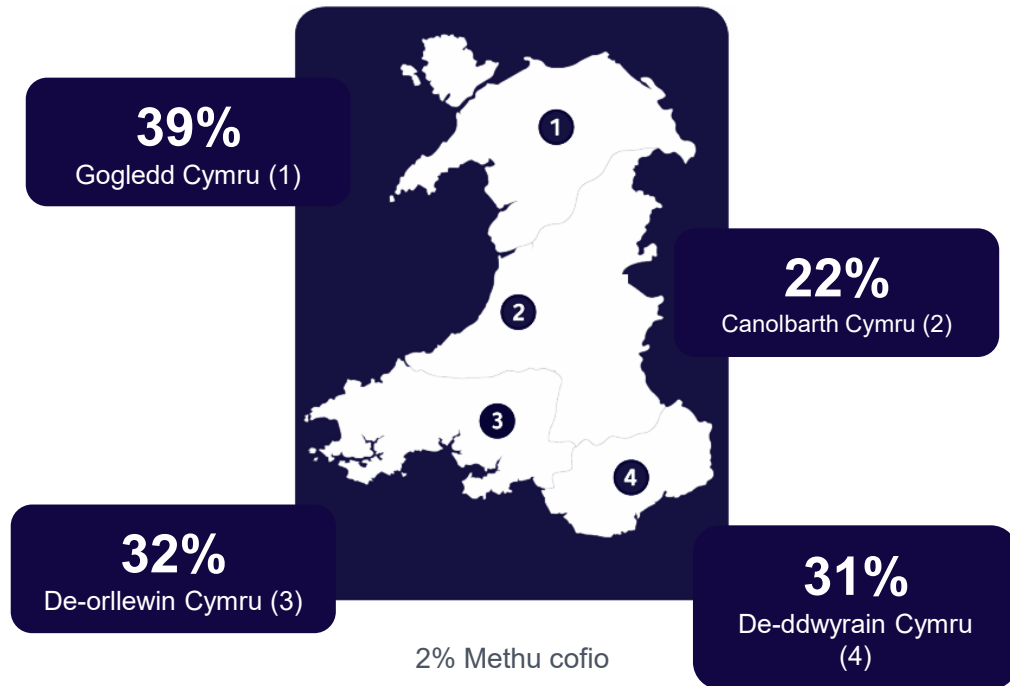 39%
Gogledd Cymru (1)
1
22%
Canolbarth Cymru (2)
2
3
4
32%
De-orllewin Cymru (3)
31%
De-ddwyrain Cymru
(4)
2% Methu cofio